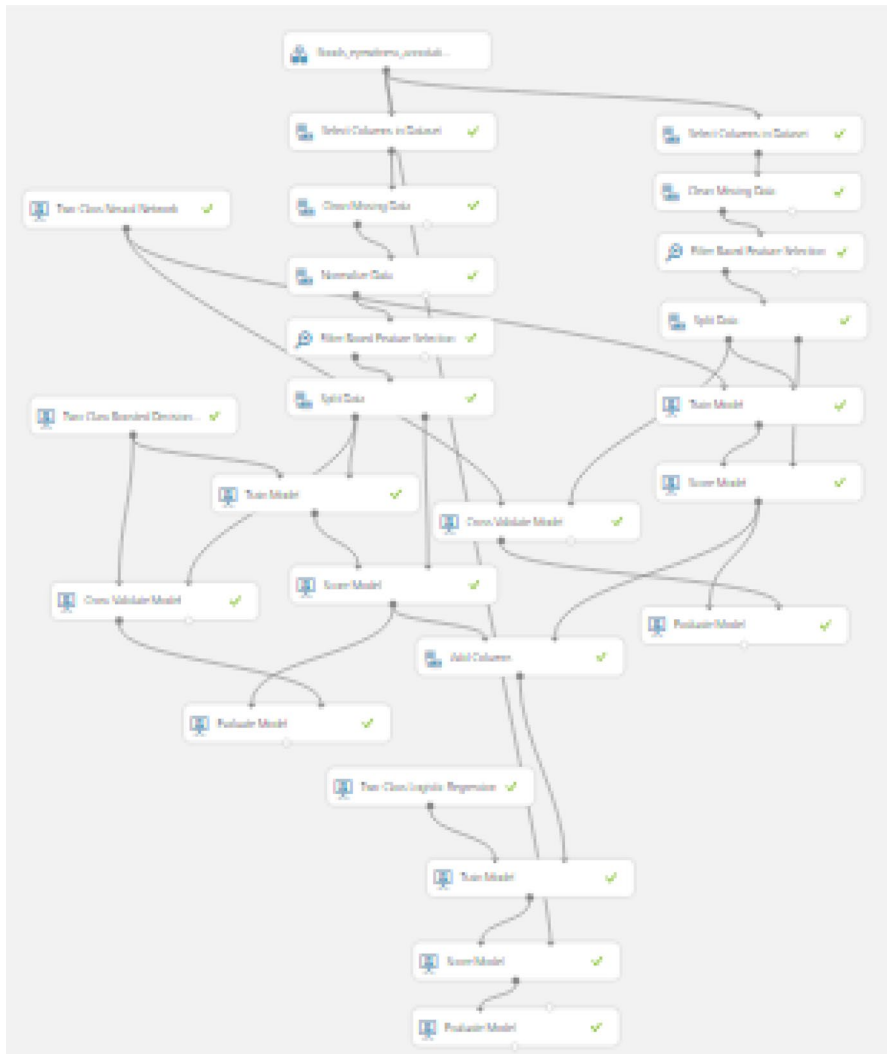 Select Columns in Dataset
Select Columns in Dataset
Clean Missing Data
Two Class Neural Network
Clean Missing Data
Filter Based Feature Selection
Normalize Data
Split Data
Filter Based Feature Selection
Split Data
Train Model
Two Class Boosted Decision...
Score Model
Train Model
Cross Validate Model
Score Model
Cross Validate Model
Evaluate Model
Add Columns
Evaluate Model
Two Class Logistic Regression
Train Model
Score Model
Evaluate Model